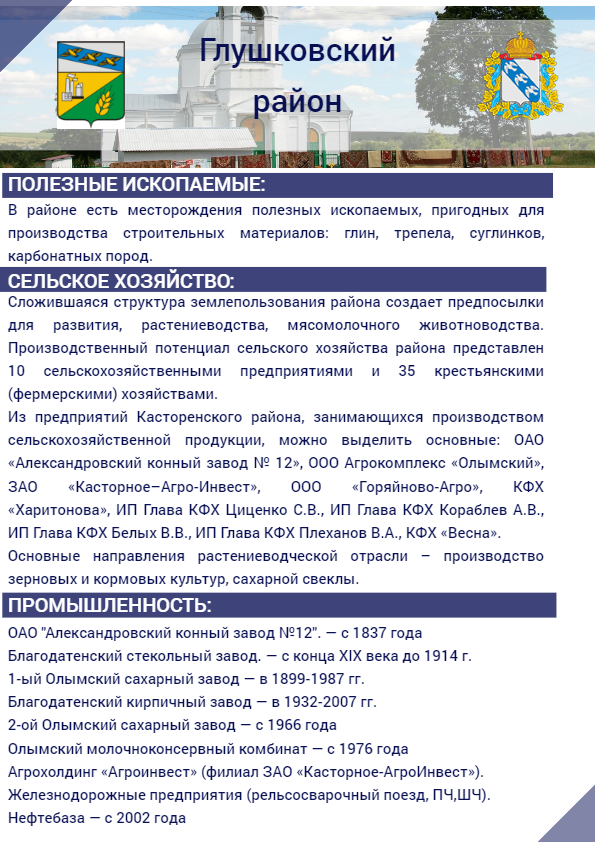 Глушковский
район
ПОЛЕЗНЫЕ ИСКОПАЕМЫЕ:
В районе есть месторождения полезных ископаемых, пригодных для
производства строительных материалов: глин, трепела, суглинков,
карбонатных пород.
СЕЛЬСКОЕ ХОЗЯЙСТВО:
Сложившаяся структура землепользования района создает предпосылки
для развития, растениеводства, мясомолочного животноводства.
Производственный потенциал сельского хозяйства района представлен
10 сельскохозяйственными предприятиями и 35 крестьянскими
(фермерскими) хозяйствами.
Из предприятий Касторенского района, занимающихся производством
сельскохозяйственной продукции, можно выделить основные: ОАО
«Александровский конный завод № 12», ООО Агрокомплекс «Олымский»,
ЗАО «Касторное–Агро-Инвест», ООО «Горяйново-Агро», КФХ
«Харитонова», ИП Глава КФХ Циценко С.В., ИП Глава КФХ Кораблев А.В.,
ИП Глава КФХ Белых В.В., ИП Глава КФХ Плеханов В.А., КФХ «Весна».
Основные направления растениеводческой отрасли – производство
зерновых и кормовых культур, сахарной свеклы.
ПРОМЫШЛЕННОСТЬ:
ОАО "Александровский конный завод №12". — с 1837 года
Благодатенский стекольный завод. — с конца XIX века до 1914 г.
1-ый Олымский сахарный завод — в 1899-1987 гг.
Благодатенский кирпичный завод — в 1932-2007 гг.
2-ой Олымский сахарный завод — с 1966 года
Олымский молочноконсервный комбинат — с 1976 года
Агрохолдинг «Агроинвест» (филиал ЗАО «Касторное-АгроИнвест»).
Железнодорожные предприятия (рельсосварочный поезд, ПЧ,ШЧ).
Нефтебаза — с 2002 года